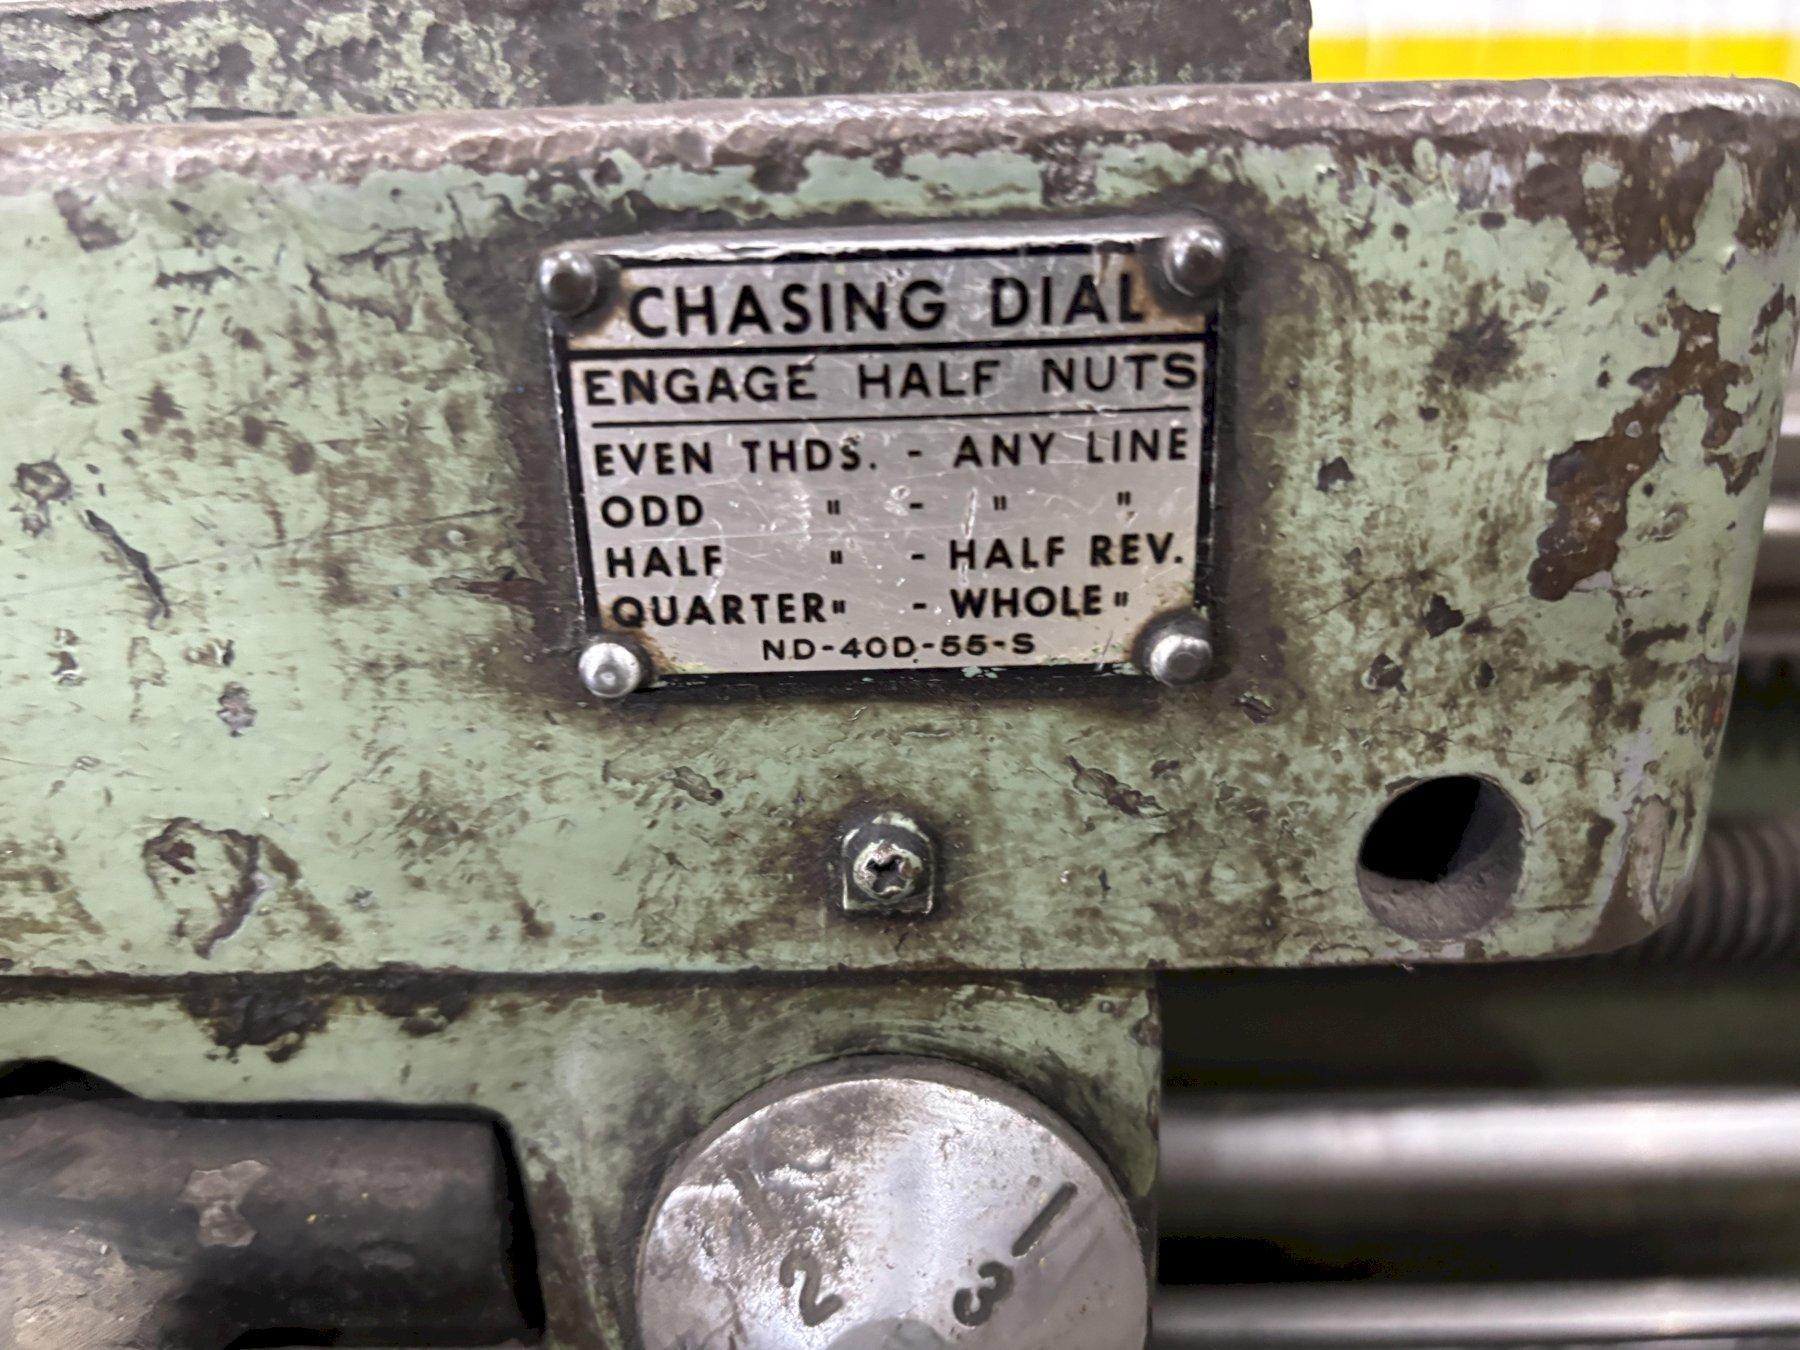 CHASING DIAL
ENGAGE HALF NUTS
EVEN THDS. - ANY LINE
ODD " - " "
HALF " - HALF REV.
QUARTER " - WHOLE "
ND-40D-55-S
2 3